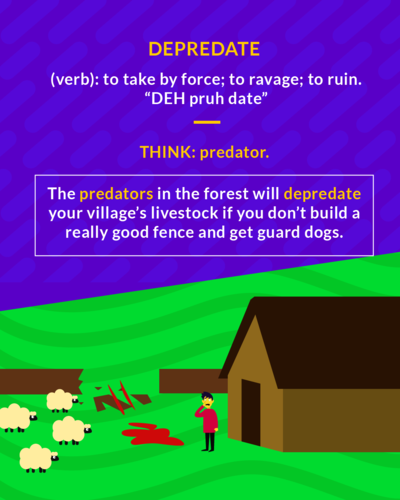 DEPREDATE
(verb): to take by force; to ravage; to ruin.
“DEH pruh date”
THINK: predator.
The predators in the forest will depredate
your village’s livestock if you don’t build a
really good fence and get guard dogs.